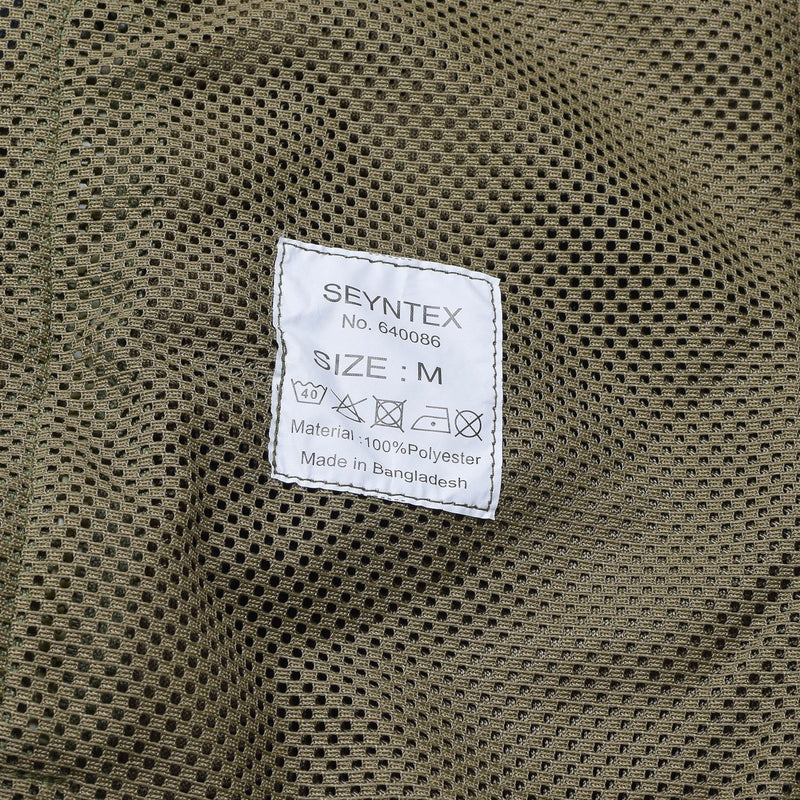 SEYNTEX
No. 640086
SIZE : M
40
Material :100%Polyester
Made in Bangladesh